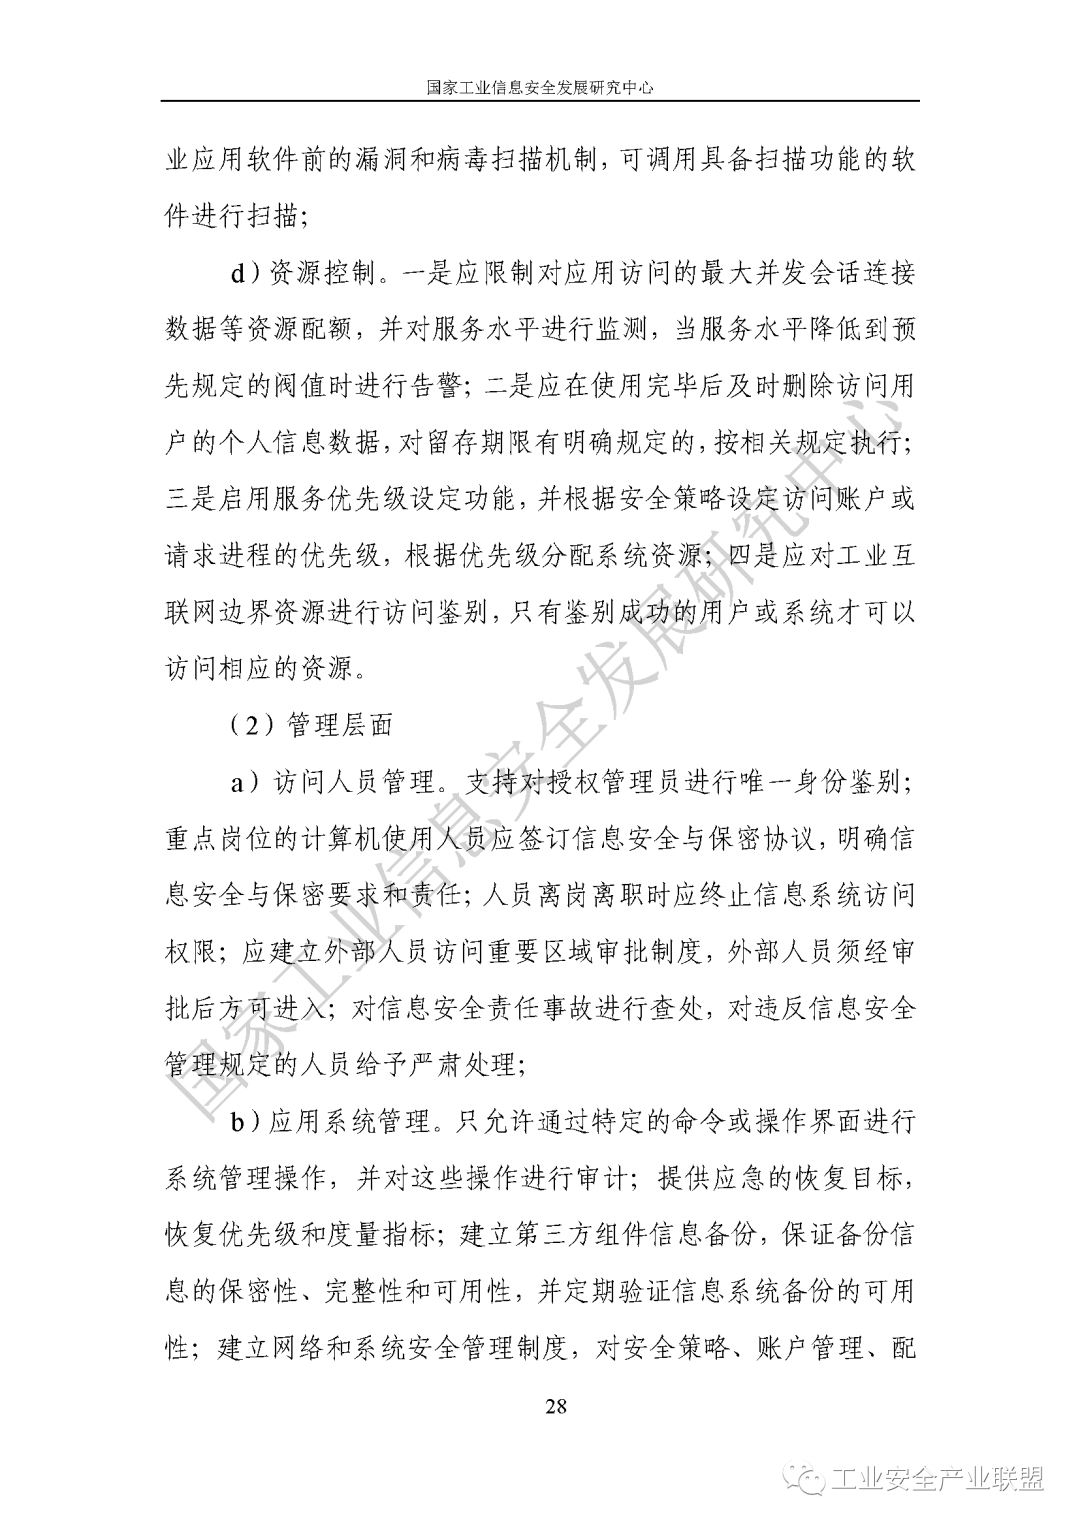 国家工业信息安全发展研究中心
业应用软件前的漏洞和病毒扫描机制，可调用具备扫描功能的软
件进行扫描；
d）资源控制。一是应限制对应用访问的最大并发会话连接
数据等资源配额，并对服务水平进行监测，当服务水平降低到预
先规定的阀值时进行告警；二是应在使用完毕后及时删除访问用
户的个人信息数据，对留存期限有明确规定的，按相关规定执行；
三是启用服务优先级设定功能，并根据安全策略设定访问账户或
请求进程的优先级，根据优先级分配系统资源；四是应对工业互
联网边界资源进行访问鉴别，只有鉴别成功的用户或系统才可以
访问相应的资源。
（2）管理层面
a）访问人员管理。支持对授权管理员进行唯一身份鉴别；
重点岗位的计算机使用人员应签订信息安全与保密协议，明确信
息安全与保密要求和责任；人员离岗离职时应终止信息系统访问
权限；应建立外部人员访问重要区域审批制度，外部人员须经审
批后方可进入；对信息安全责任事故进行查处，对违反信息安全
管理规定的人员给予严肃处理；
b）应用系统管理。只允许通过特定的命令或操作界面进行
系统管理操作，并对这些操作进行审计；提供应急的恢复目标，
恢复优先级和度量指标；建立第三方组件信息备份，保证备份信
息的保密性、完整性和可用性，并定期验证信息系统备份的可用
性；建立网络和系统安全管理制度，对安全策略、账户管理、配
28
国家工业信息安全发展研究中心
工业安全产业联盟